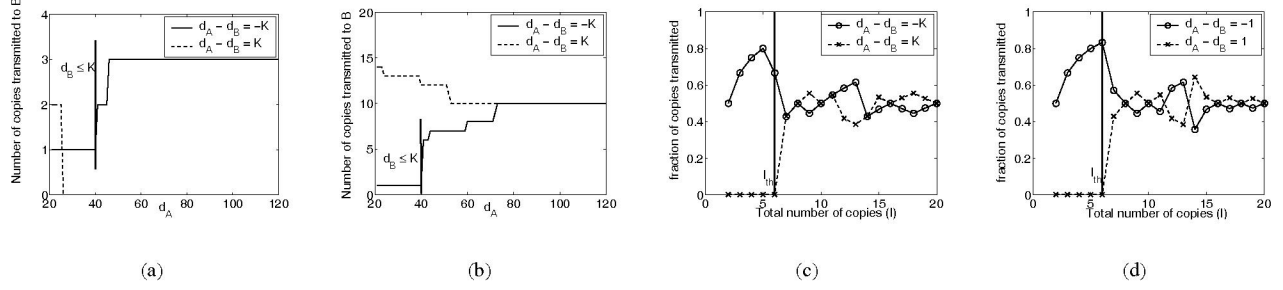 4
3
2
1
0
20 40 60 80 100 120
d_A
Number of copies transmitted to B
d_A − d_B = −K
d_A − d_B = K
d_B ≤ K
(a)
20
15
10
5
0
20 40 60 80 100 120
d_A
Number of copies transmitted to B
d_A − d_B = −K
d_A − d_B = K
d_B ≤ K
(b)
1
0.8
0.6
0.4
0.2
0
0 5 10 15 20
Total number of copies (l)
fraction of copies transmitted
d_A − d_B = −K
d_A − d_B = K
l_th
(c)
1
0.8
0.6
0.4
0.2
0
0 5 10 15 20
Total number of copies (l)
fraction of copies transmitted
d_A − d_B = −1
d_A − d_B = 1
l_th
(d)